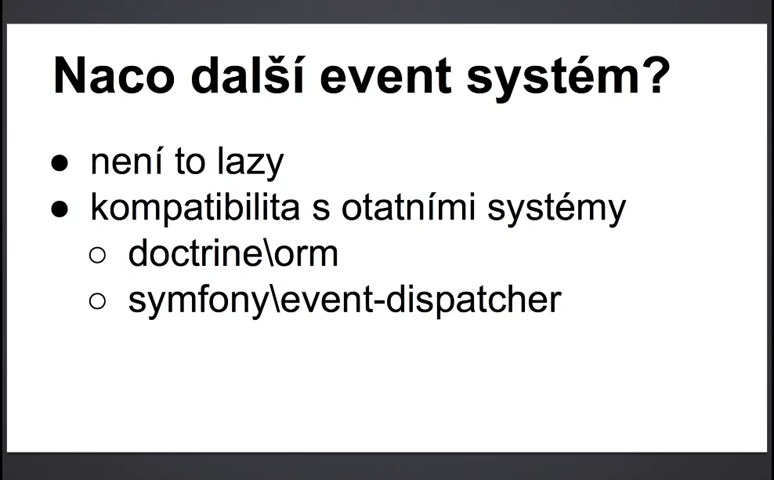 Naco další event systém?
● není to lazy
● kompatibilita s otatními systémy
○ doctrine\orm
○ symfony\event-dispatcher